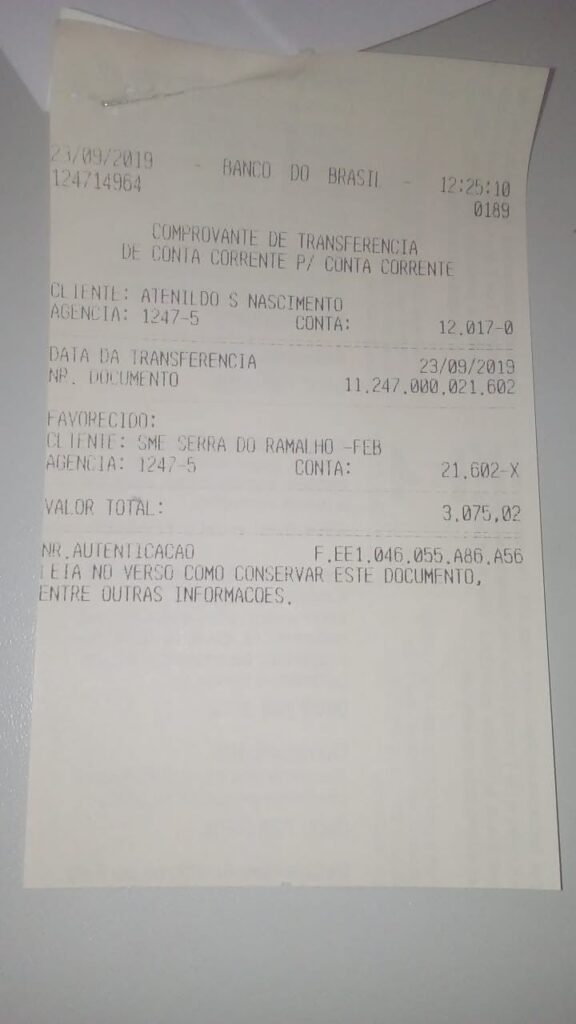 23/09/2019 - BANCO DO BRASIL - 12:25:10
124714964 0189
COMPROVANTE DE TRANSFERENCIA
DE CONTA CORRENTE P/ CONTA CORRENTE
CLIENTE: ATENILDO S NASCIMENTO
AGENCIA: 1247-5 CONTA: 12.017-0
DATA DA TRANSFERENCIA 23/09/2019
NR. DOCUMENTO 11.247.000.021.602
FAVORECIDO:
CLIENTE: SME SERRA DO RAMALHO -FEB
AGENCIA: 1247-5 CONTA: 21.602-X
VALOR TOTAL: 3.075,02
NR.AUTENTICACAO F.EE1.046.055.A86.A56
LEIA NO VERSO COMO CONSERVAR ESTE DOCUMENTO,
ENTRE OUTRAS INFORMACOES.